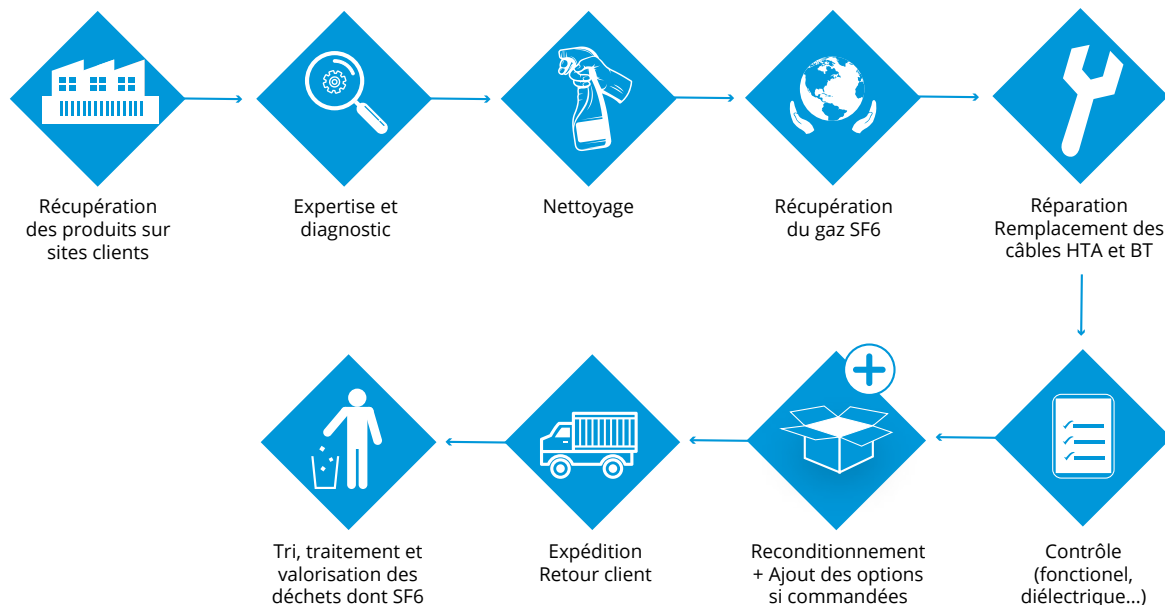 Récupération
des produits sur
sites clients
Expertise et
diagnostic
Nettoyage
Récupération
du gaz SF6
Réparation
Remplacement des
câbles HTA et BT
Contrôle
(fonctionel,
diélectrique...)
Reconditionnement
+ Ajout des options
si commandées
Expédition
Retour client
Tri, traitement et
valorisation des
déchets dont SF6